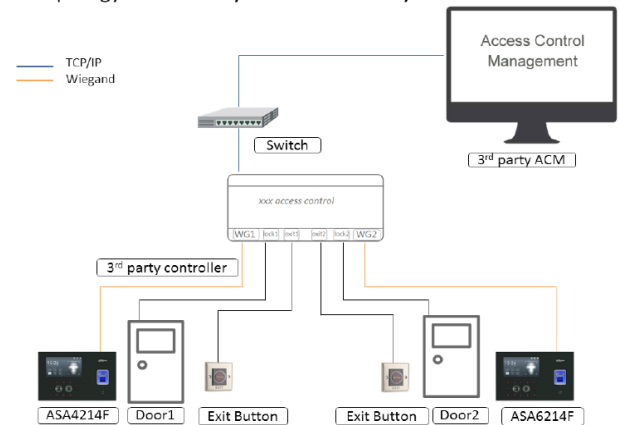 TCP/IP
Wiegand
Access Control
Management
Switch
3rd party ACM
xxx access control
WG1 lock1 exit1 exit2 lock2 WG2
3rd party controller
ASA4214F
Door1
Exit Button
Exit Button
Door2
ASA6214F